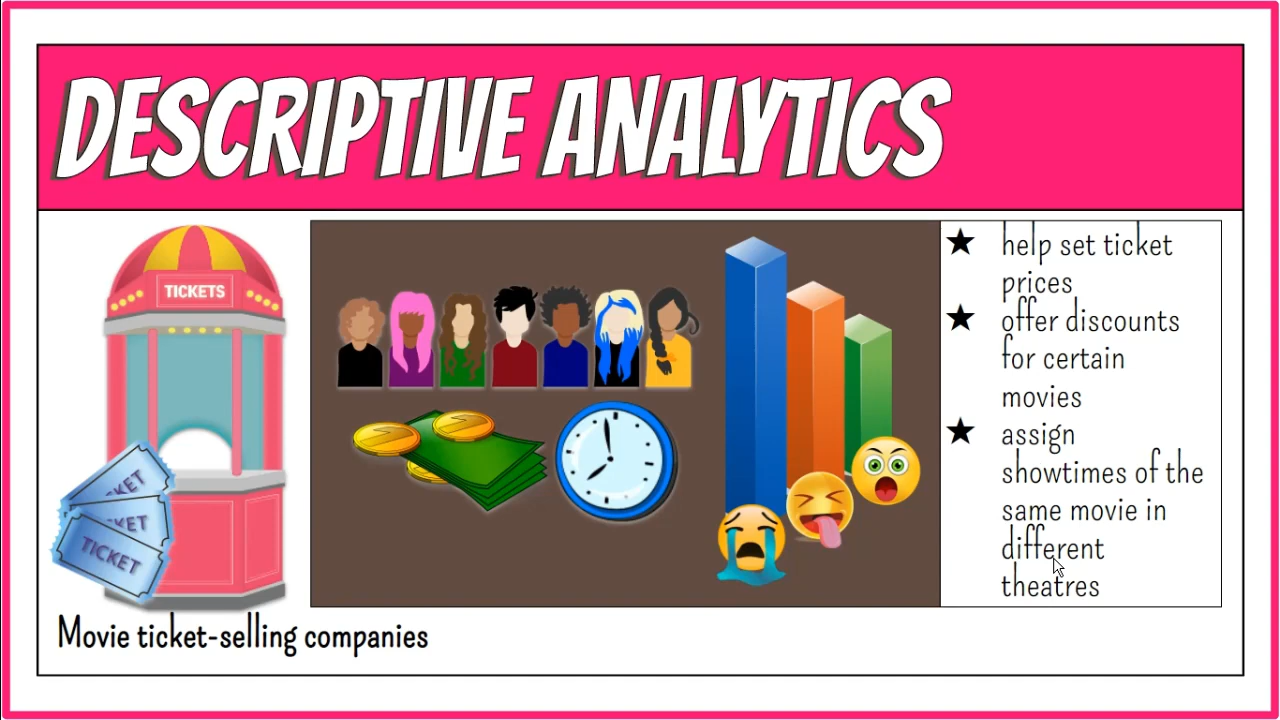 DESCRIPTIVE ANALYTICS
TICKETS
TICKET
TICKET
TICKET
Movie ticket-selling companies
★ help set ticket
prices
★ offer discounts
for certain
movies
★ assign
showtimes of the
same movie in
different
theatres